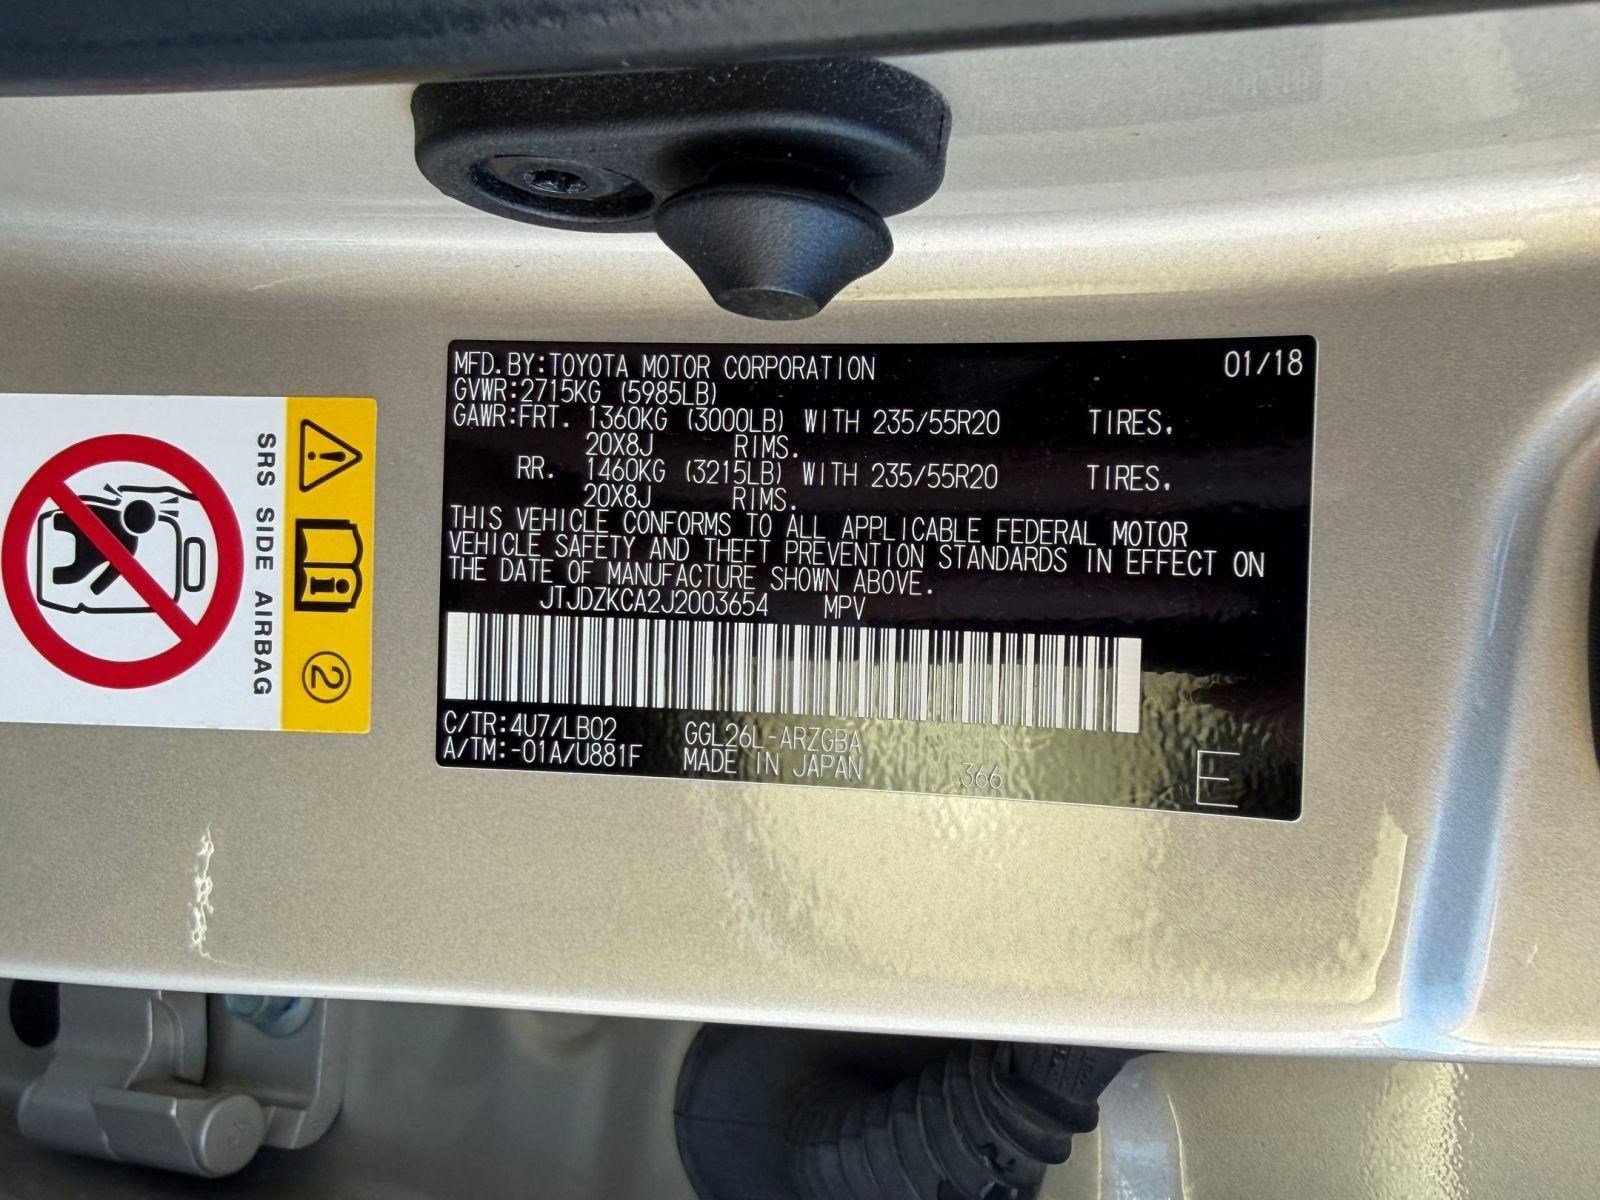 MFD.BY:TOYOTA MOTOR CORPORATION 01/18
GVWR:2715KG (5985LB)
GAWR:FRT. 1360KG (3000LB) WITH 235/55R20 TIRES,
20X8J RIMS.
RR. 1460KG (3215LB) WITH 235/55R20 TIRES,
20X8J RIMS.
THIS VEHICLE CONFORMS TO ALL APPLICABLE FEDERAL MOTOR
VEHICLE SAFETY AND THEFT PREVENTION STANDARDS IN EFFECT ON
THE DATE OF MANUFACTURE SHOWN ABOVE.
JTJDZKCA2J2003654 MPV
C/TR:4U7/LB02 GGL26L-ARZGBA
A/TM:-01A/U881F MADE IN JAPAN 366 E
SRS SIDE AIRBAG
2